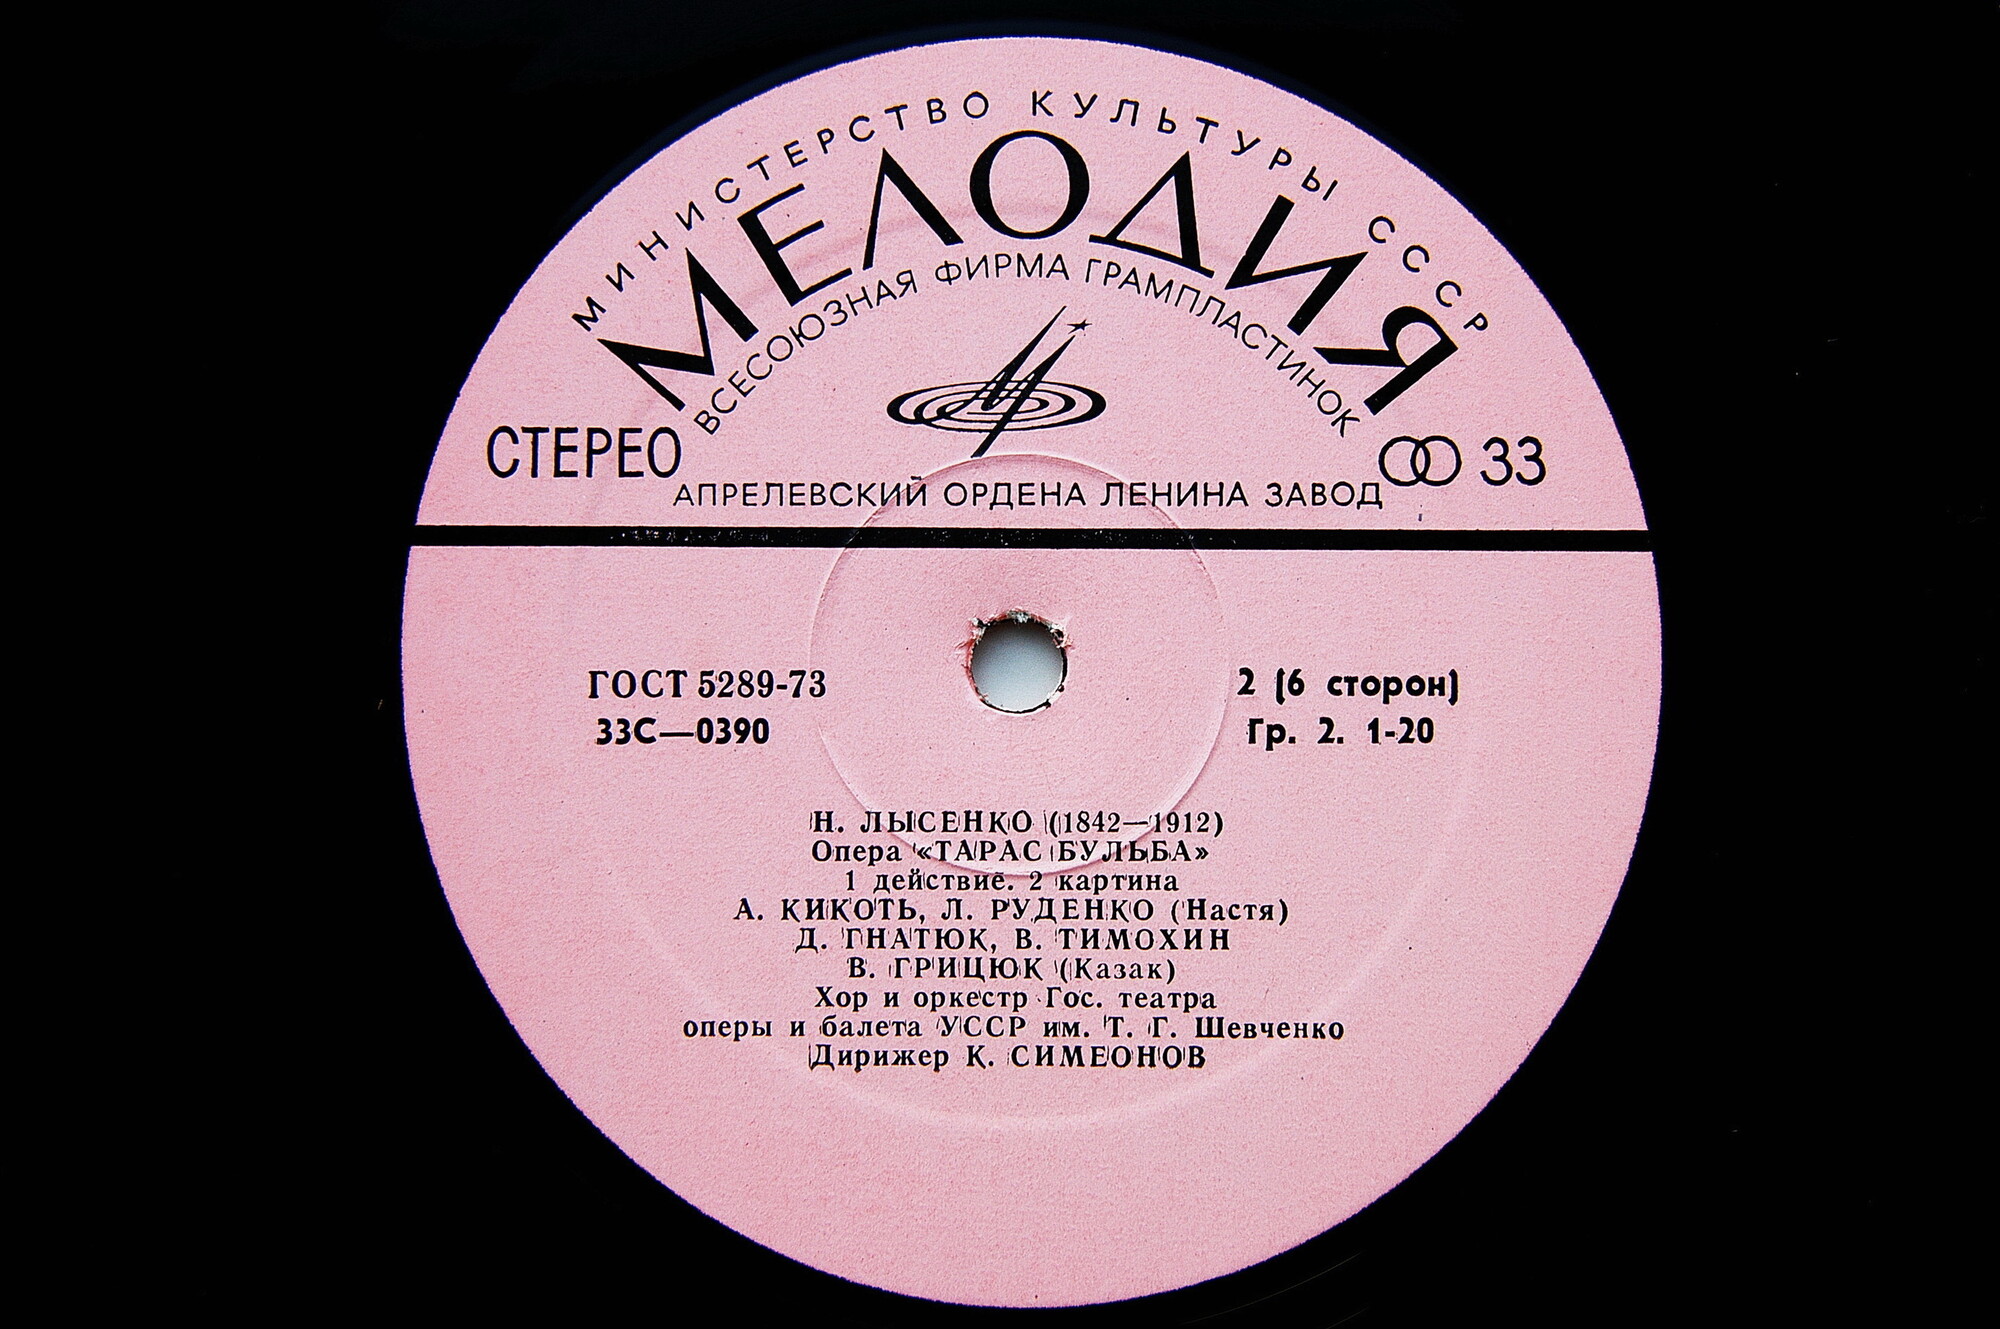 МИНИСТЕРСТВО КУЛЬТУРЫ СССР
МЕЛОДИЯ
ВСЕСОЮЗНАЯ ФИРМА ГРАМПЛАСТИНОК
СТЕРЕО
33
АПРЕЛЕВСКИЙ ОРДЕНА ЛЕНИНА ЗАВОД
ГОСТ 5289-73
2 (6 сторон)
33С—0390
Гр. 2. 1-20
Н. ЛЫСЕНКО (1842—1912)
Опера «ТАРАС БУЛЬБА»
1 действие. 2 картина
А. КИКОТЬ, Л. РУДЕНКО (Настя)
Д. ГНАТЮК, В. ТИМОХИН
В. ГРИЦЮК (Казак)
Хор и оркестр Гос. театра
оперы и балета УССР им. Т. Г. Шевченко
Дирижер К. СИМЕОНОВ